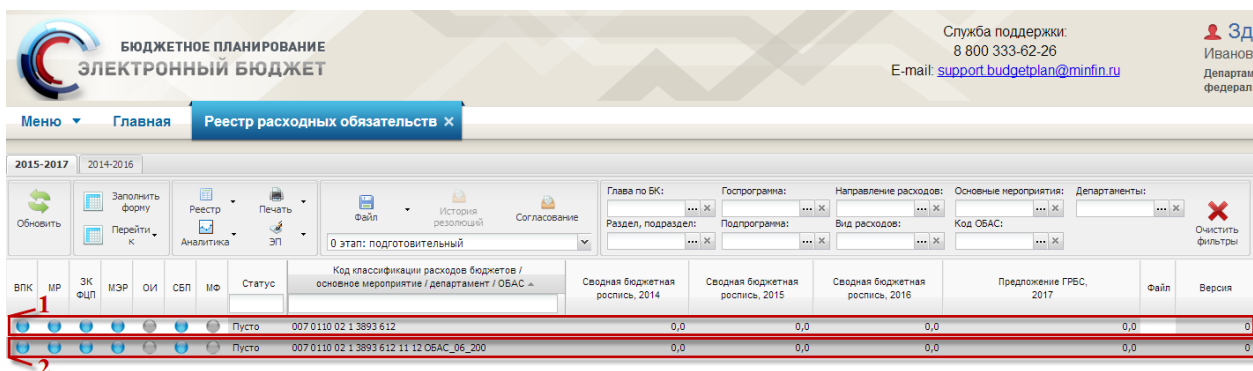 БЮДЖЕТНОЕ ПЛАНИРОВАНИЕ
ЭЛЕКТРОННЫЙ БЮДЖЕТ
Служба поддержки:
8 800 333-62-26
E-mail: support.budgetplan@minfin.ru
Зд
Иванов
Департам
федерал
Меню Главная Реестр расходных обязательств ×
2015-2017 2014-2016
Обновить
Заполнить форму
Перейти к
Реестр
Аналитика
Печать
ЭП
Файл
История резолюций
Согласование
0 этап: подготовительный
Глава по БК: Госпрограмма: Направление расходов: Основные мероприятия: Департаменты:
Раздел, подраздел: Подпрограмма: Вид расходов: Код ОБАС:
Очистить фильтры
ВПК МР ЗК ФЦП МЭР ОИ СБП МФ Статус Код классификации расходов бюджетов / основное мероприятие / департамент / ОБАС Сводная бюджетная роспись, 2014 Сводная бюджетная роспись, 2015 Сводная бюджетная роспись, 2016 Предложение ГРБС, 2017 Файл Версия
1
Пусто 007 0110 02 1 3893 612 0,0 0,0 0,0 0,0 0
Пусто 007 0110 02 1 3893 612 11 12 ОБАС_06_200 0,0 0,0 0,0 0,0 0
2